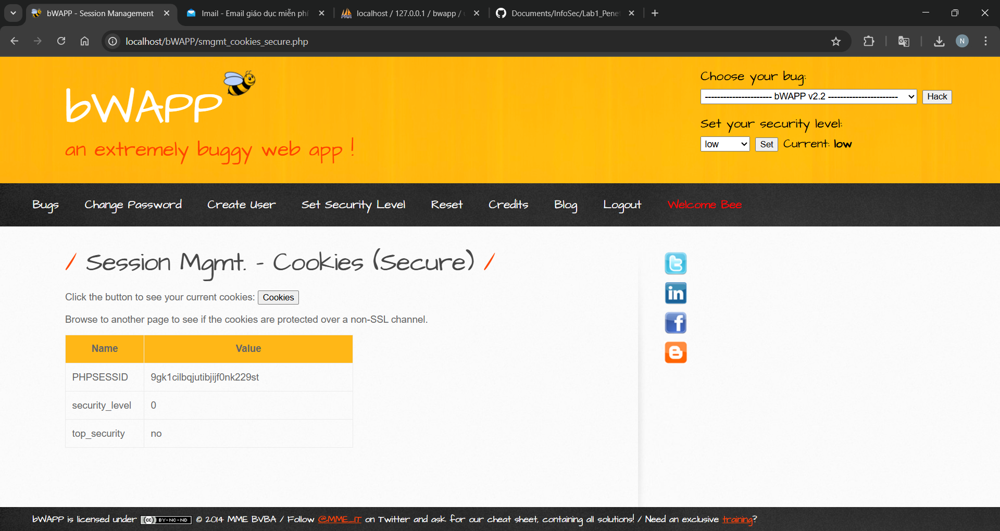 bWAPP - Session Management
Imail - Email giáo dục miễn phí
localhost / 127.0.0.1 / bwapp /
Documents/InfoSec/Lab1_Pene
localhost/bWAPP/smgmt_cookies_secure.php
N
bWAPP
an extremely buggy web app !
Choose your bug:
---------------------- bWAPP v2.2 -----------------------
Hack
Set your security level:
low
Set
Current: low
Bugs
Change Password
Create User
Set Security Level
Reset
Credits
Blog
Logout
Welcome Bee
/ Session Mgmt. - Cookies (Secure) /
Click the button to see your current cookies: Cookies
Browse to another page to see if the cookies are protected over a non-SSL channel.
Name Value
PHPSESSID 9gk1cilbqjutibjijf0nk229st
security_level 0
top_security no
bWAPP is licensed under (cc) BY-NC-ND © 2014 MME BVBA / Follow @MME_IT on Twitter and ask for our cheat sheet, containing all solutions! / Need an exclusive training?